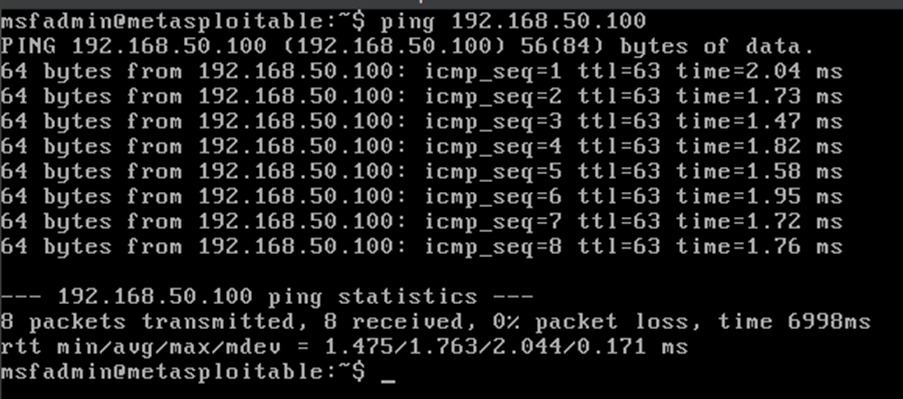 msfadmin@metasploitable:~$ ping 192.168.50.100
PING 192.168.50.100 (192.168.50.100) 56(84) bytes of data.
64 bytes from 192.168.50.100: icmp_seq=1 ttl=63 time=2.04 ms
64 bytes from 192.168.50.100: icmp_seq=2 ttl=63 time=1.73 ms
64 bytes from 192.168.50.100: icmp_seq=3 ttl=63 time=1.47 ms
64 bytes from 192.168.50.100: icmp_seq=4 ttl=63 time=1.82 ms
64 bytes from 192.168.50.100: icmp_seq=5 ttl=63 time=1.58 ms
64 bytes from 192.168.50.100: icmp_seq=6 ttl=63 time=1.95 ms
64 bytes from 192.168.50.100: icmp_seq=7 ttl=63 time=1.72 ms
64 bytes from 192.168.50.100: icmp_seq=8 ttl=63 time=1.76 ms
--- 192.168.50.100 ping statistics ---
8 packets transmitted, 8 received, 0% packet loss, time 6998ms
rtt min/avg/max/mdev = 1.475/1.763/2.044/0.171 ms
msfadmin@metasploitable:~$ _